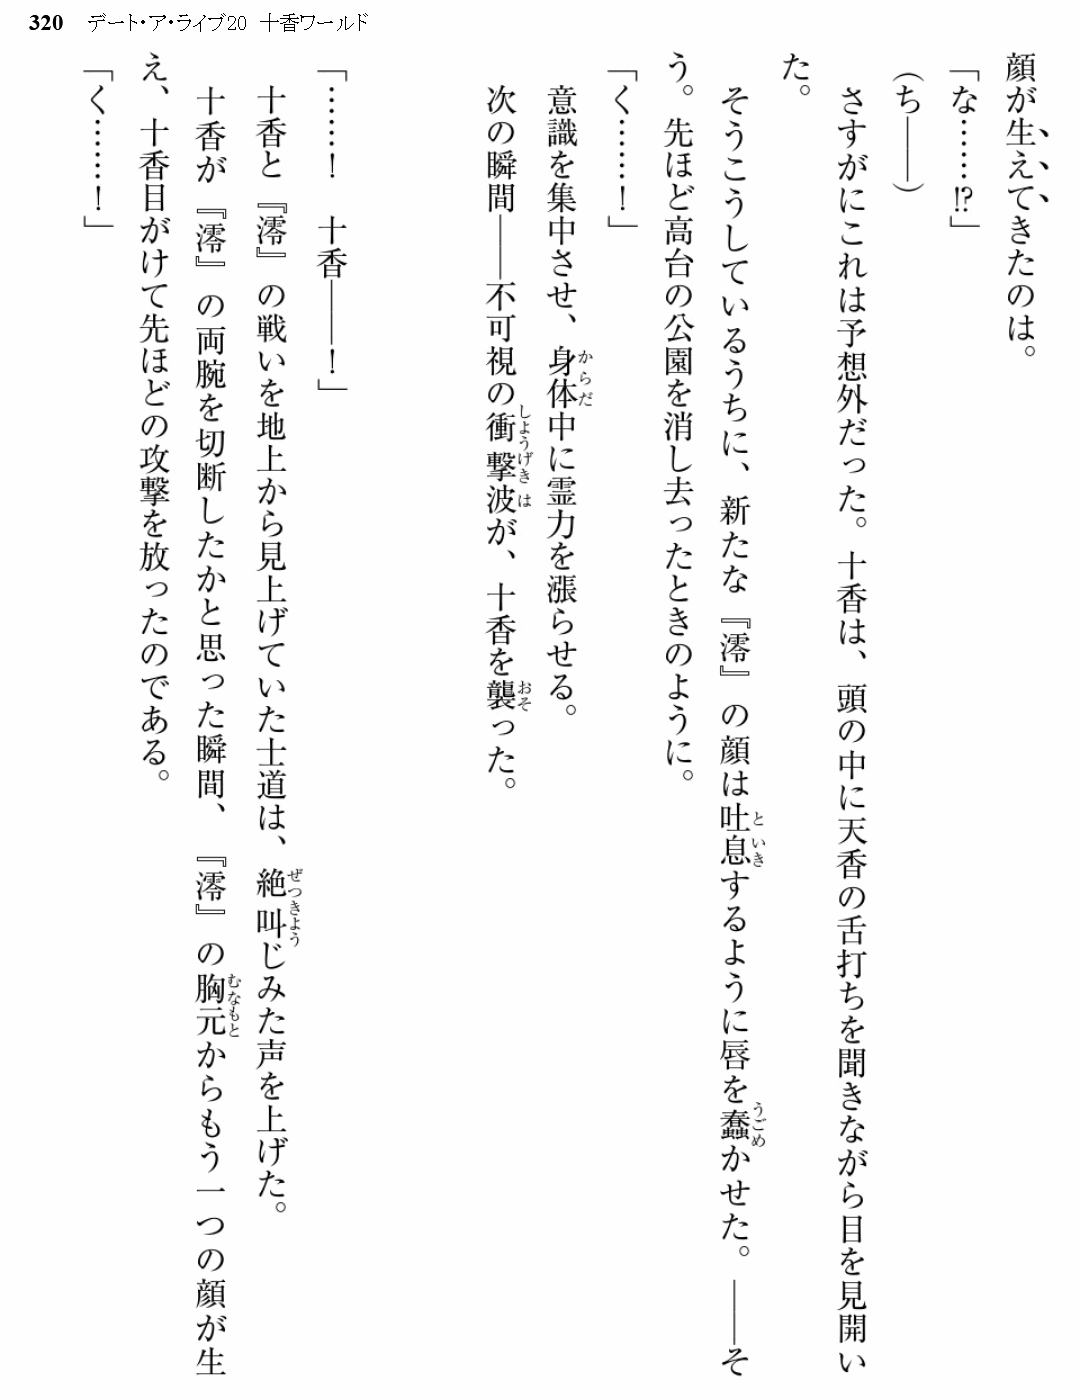 320 デート・ア・ライブ20 十香ワールド
顔が生えてきたのは。
「な……!?」
(ち――)
さすがにこれは予想外だった。十香は、頭の中に天香の舌打ちを聞きながら目を見開い
た。
そうこうしているうちに、新たな『澪』の顔は吐息するように唇を蠢かせた。――そ
う。先ほど高台の公園を消し去ったときのように。
「く……!」
意識を集中させ、身体中に霊力を漲らせる。
次の瞬間――不可視の衝撃波が、十香を襲った。
「……! 十香――!」
十香と『澪』の戦いを地上から見上げていた士道は、絶叫じみた声を上げた。
十香が『澪』の両腕を切断したかと思った瞬間、『澪』の胸元からもう一つの顔が生
え、十香目がけて先ほどの攻撃を放ったのである。
「く……!」